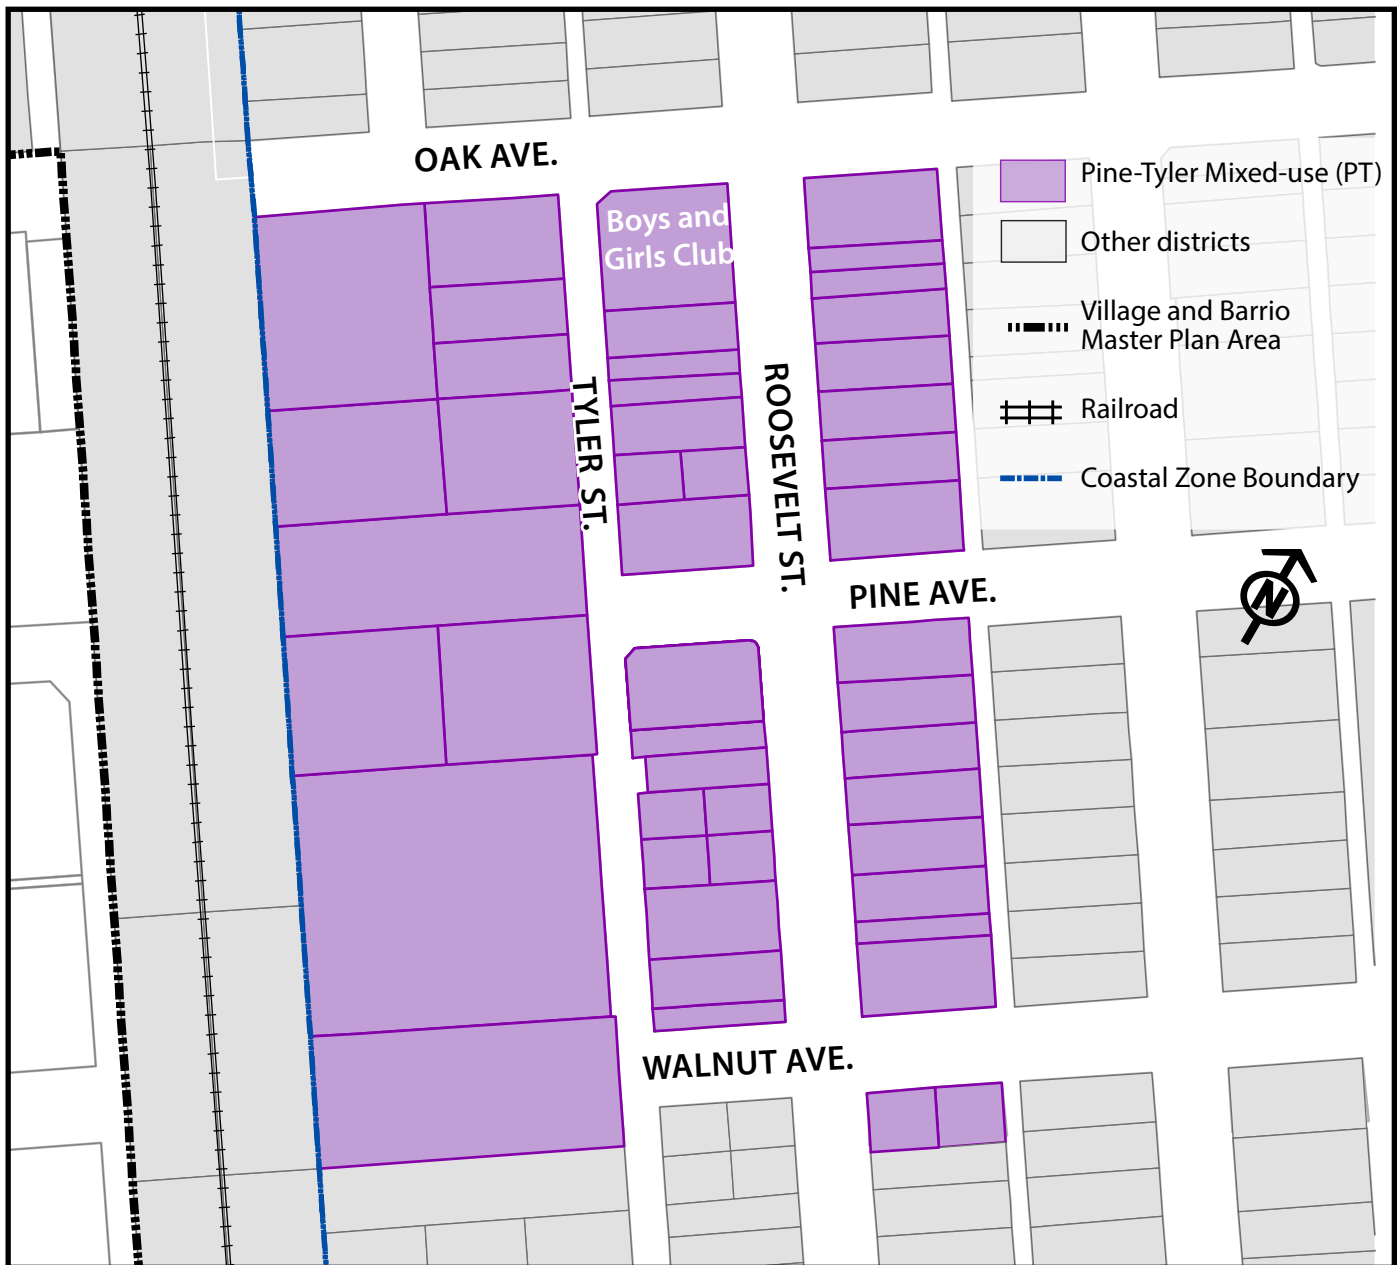 OAK AVE.
Boys and
Girls Club
Pine-Tyler Mixed-use (PT)
Other districts
Village and Barrio
Master Plan Area
Railroad
Coastal Zone Boundary
TYLER ST.
ROOSEVELT ST.
PINE AVE.
N
WALNUT AVE.